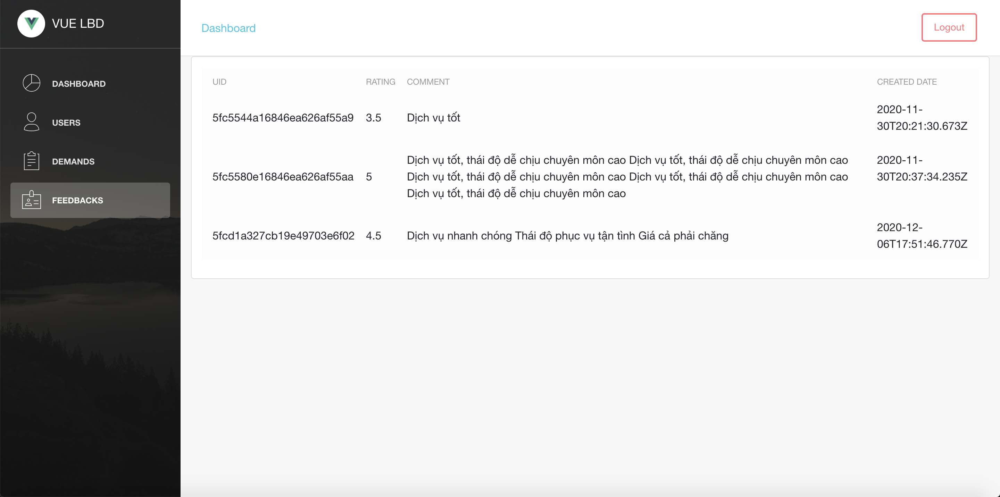 VUE LBD
Dashboard
Logout
DASHBOARD
USERS
DEMANDS
FEEDBACKS
UID RATING COMMENT CREATED DATE
5fc5544a16846ea626af55a9 3.5 Dịch vụ tốt 2020-11-
30T20:21:30.673Z
Dịch vụ tốt, thái độ dễ chịu chuyên môn cao Dịch vụ tốt, thái độ dễ chịu chuyên môn cao 2020-11-
5fc5580e16846ea626af55aa 5 Dịch vụ tốt, thái độ dễ chịu chuyên môn cao Dịch vụ tốt, thái độ dễ chịu chuyên môn cao 30T20:37:34.235Z
Dịch vụ tốt, thái độ dễ chịu chuyên môn cao
5fcd1a327cb19e49703e6f02 4.5 Dịch vụ nhanh chóng Thái độ phục vụ tận tình Giá cả phải chăng 2020-12-
06T17:51:46.770Z